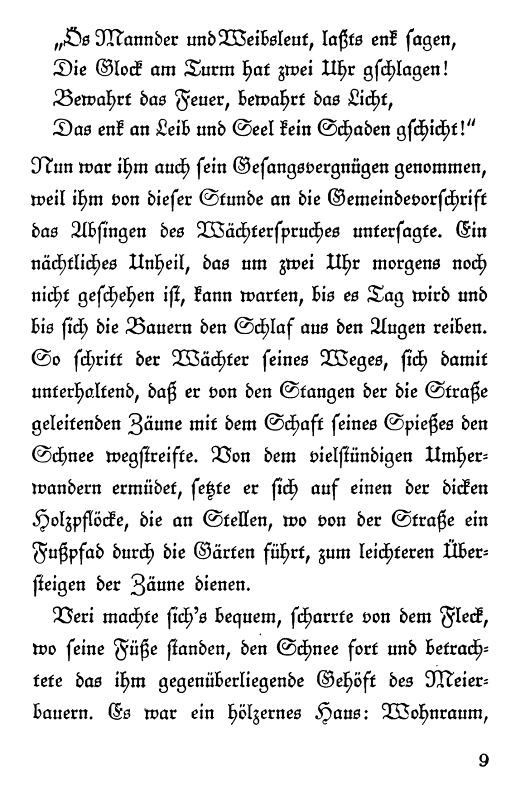 „Ös Mannder und Weibsleut, laßts enk sagen,
Die Glock am Turm hat zwei Uhr gschlagen!
Bewahrt das Feuer, bewahrt das Licht,
Das enk an Leib und Seel kein Schaden gschicht!“
Nun war ihm auch sein Gesangsvergnügen genommen,
weil ihm von dieser Stunde an die Gemeindevorschrift
das Absingen des Wächterspruches untersagte. Ein
nächtliches Unheil, das um zwei Uhr morgens noch
nicht geschehen ist, kann warten, bis es Tag wird und
bis sich die Bauern den Schlaf aus den Augen reiben.
So schritt der Wächter seines Weges, sich damit
unterhaltend, daß er von den Stangen der die Straße
geleitenden Zäune mit dem Schaft seines Spießes den
Schnee wegstreifte. Von dem vielstündigen Umher-
wandern ermüdet, setzte er sich auf einen der dicken
Holzpflöcke, die an Stellen, wo von der Straße ein
Fußpfad durch die Gärten führt, zum leichteren Über-
steigen der Zäune dienen.
Veri machte sich's bequem, scharrte von dem Fleck,
wo seine Füße standen, den Schnee fort und betrach-
tete das ihm gegenüberliegende Gehöft des Meier-
bauern. Es war ein hölzernes Haus: Wohnraum,
9